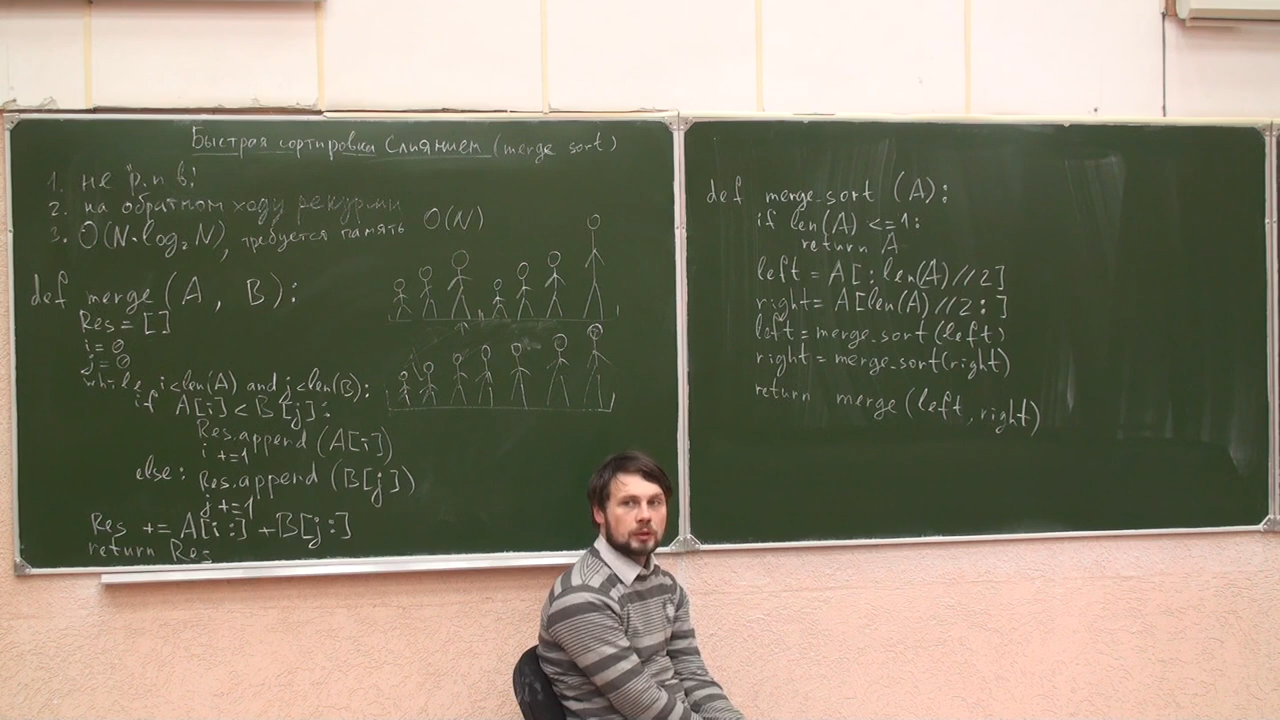 Быстрая сортировка Слиянием (merge sort)
1. не
2. на обратном ходу рекурсии
3. O(N·log₂N), требуется память O(N)
def merge (A, B):
Res = []
i = 0
j = 0
while i<len(A) and j<len(B):
if A[i] < B[j]:
Res.append (A[i])
i +=1
else: Res.append (B[j])
j +=1
Res += A[i:] + B[j:]
return Res
def merge_sort (A):
if len(A) <=1:
return A
left = A[:len(A)//2]
right = A[len(A)//2:]
left = merge_sort(left)
right = merge_sort(right)
return merge(left, right)